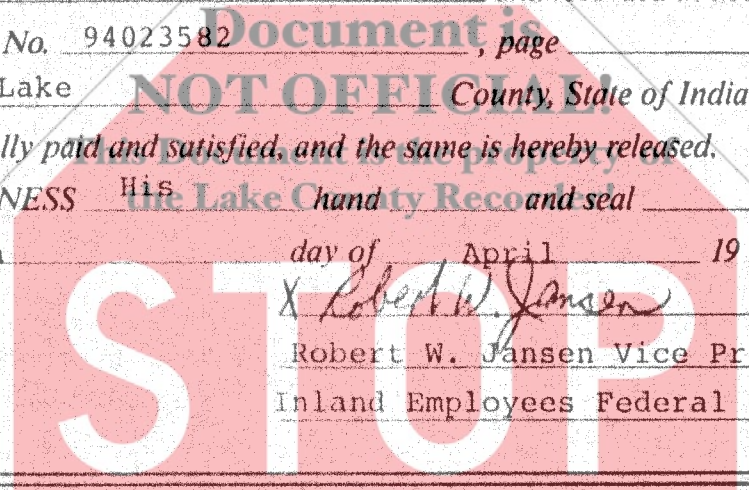 Document is
No. 94023582 , page
NOT OFFICIAL!
Lake County, State of India
This Document is the property of
lly paid and satisfied, and the same is hereby released.
the Lake County Recorder!
NESS His hand and seal
day of April 19
X Robert W. Jansen
Robert W. Jansen Vice Pr
Inland Employees Federal
STOP